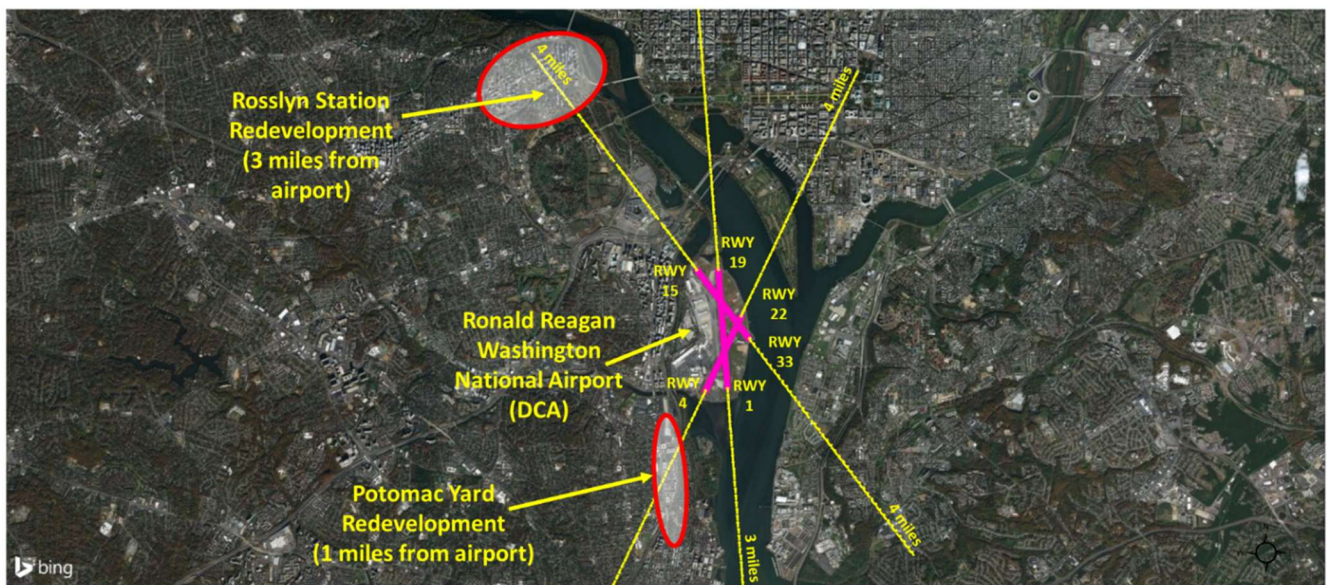 4 miles
Rosslyn Station
Redevelopment
(3 miles from
airport)
4 miles
RWY
19
RWY
15
RWY
22
Ronald Reagan
Washington
National Airport
(DCA)
RWY
33
RWY
4
RWY
1
Potomac Yard
Redevelopment
(1 miles from airport)
4 miles
3 miles
N
bing